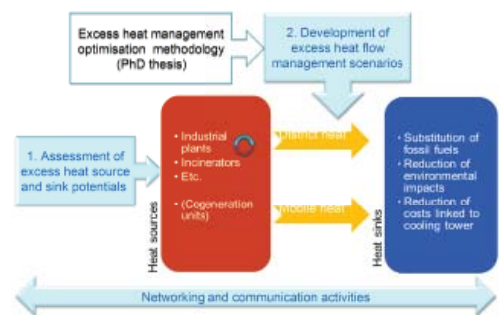 Excess heat management
optimisation methodology
(PhD thesis)
2. Development of
excess heat flow
management scenarios
1. Assessment of
excess heat source
and sink potentials
Heat sources
• Industrial
plants
• Incinerators
• Etc.
• (Cogeneration
units)
District heat
Mobile heat
Heat sinks
• Substitution of
fossil fuels
• Reduction of
environmental
impacts
• Reduction of
costs linked to
cooling tower
Networking and communication activities